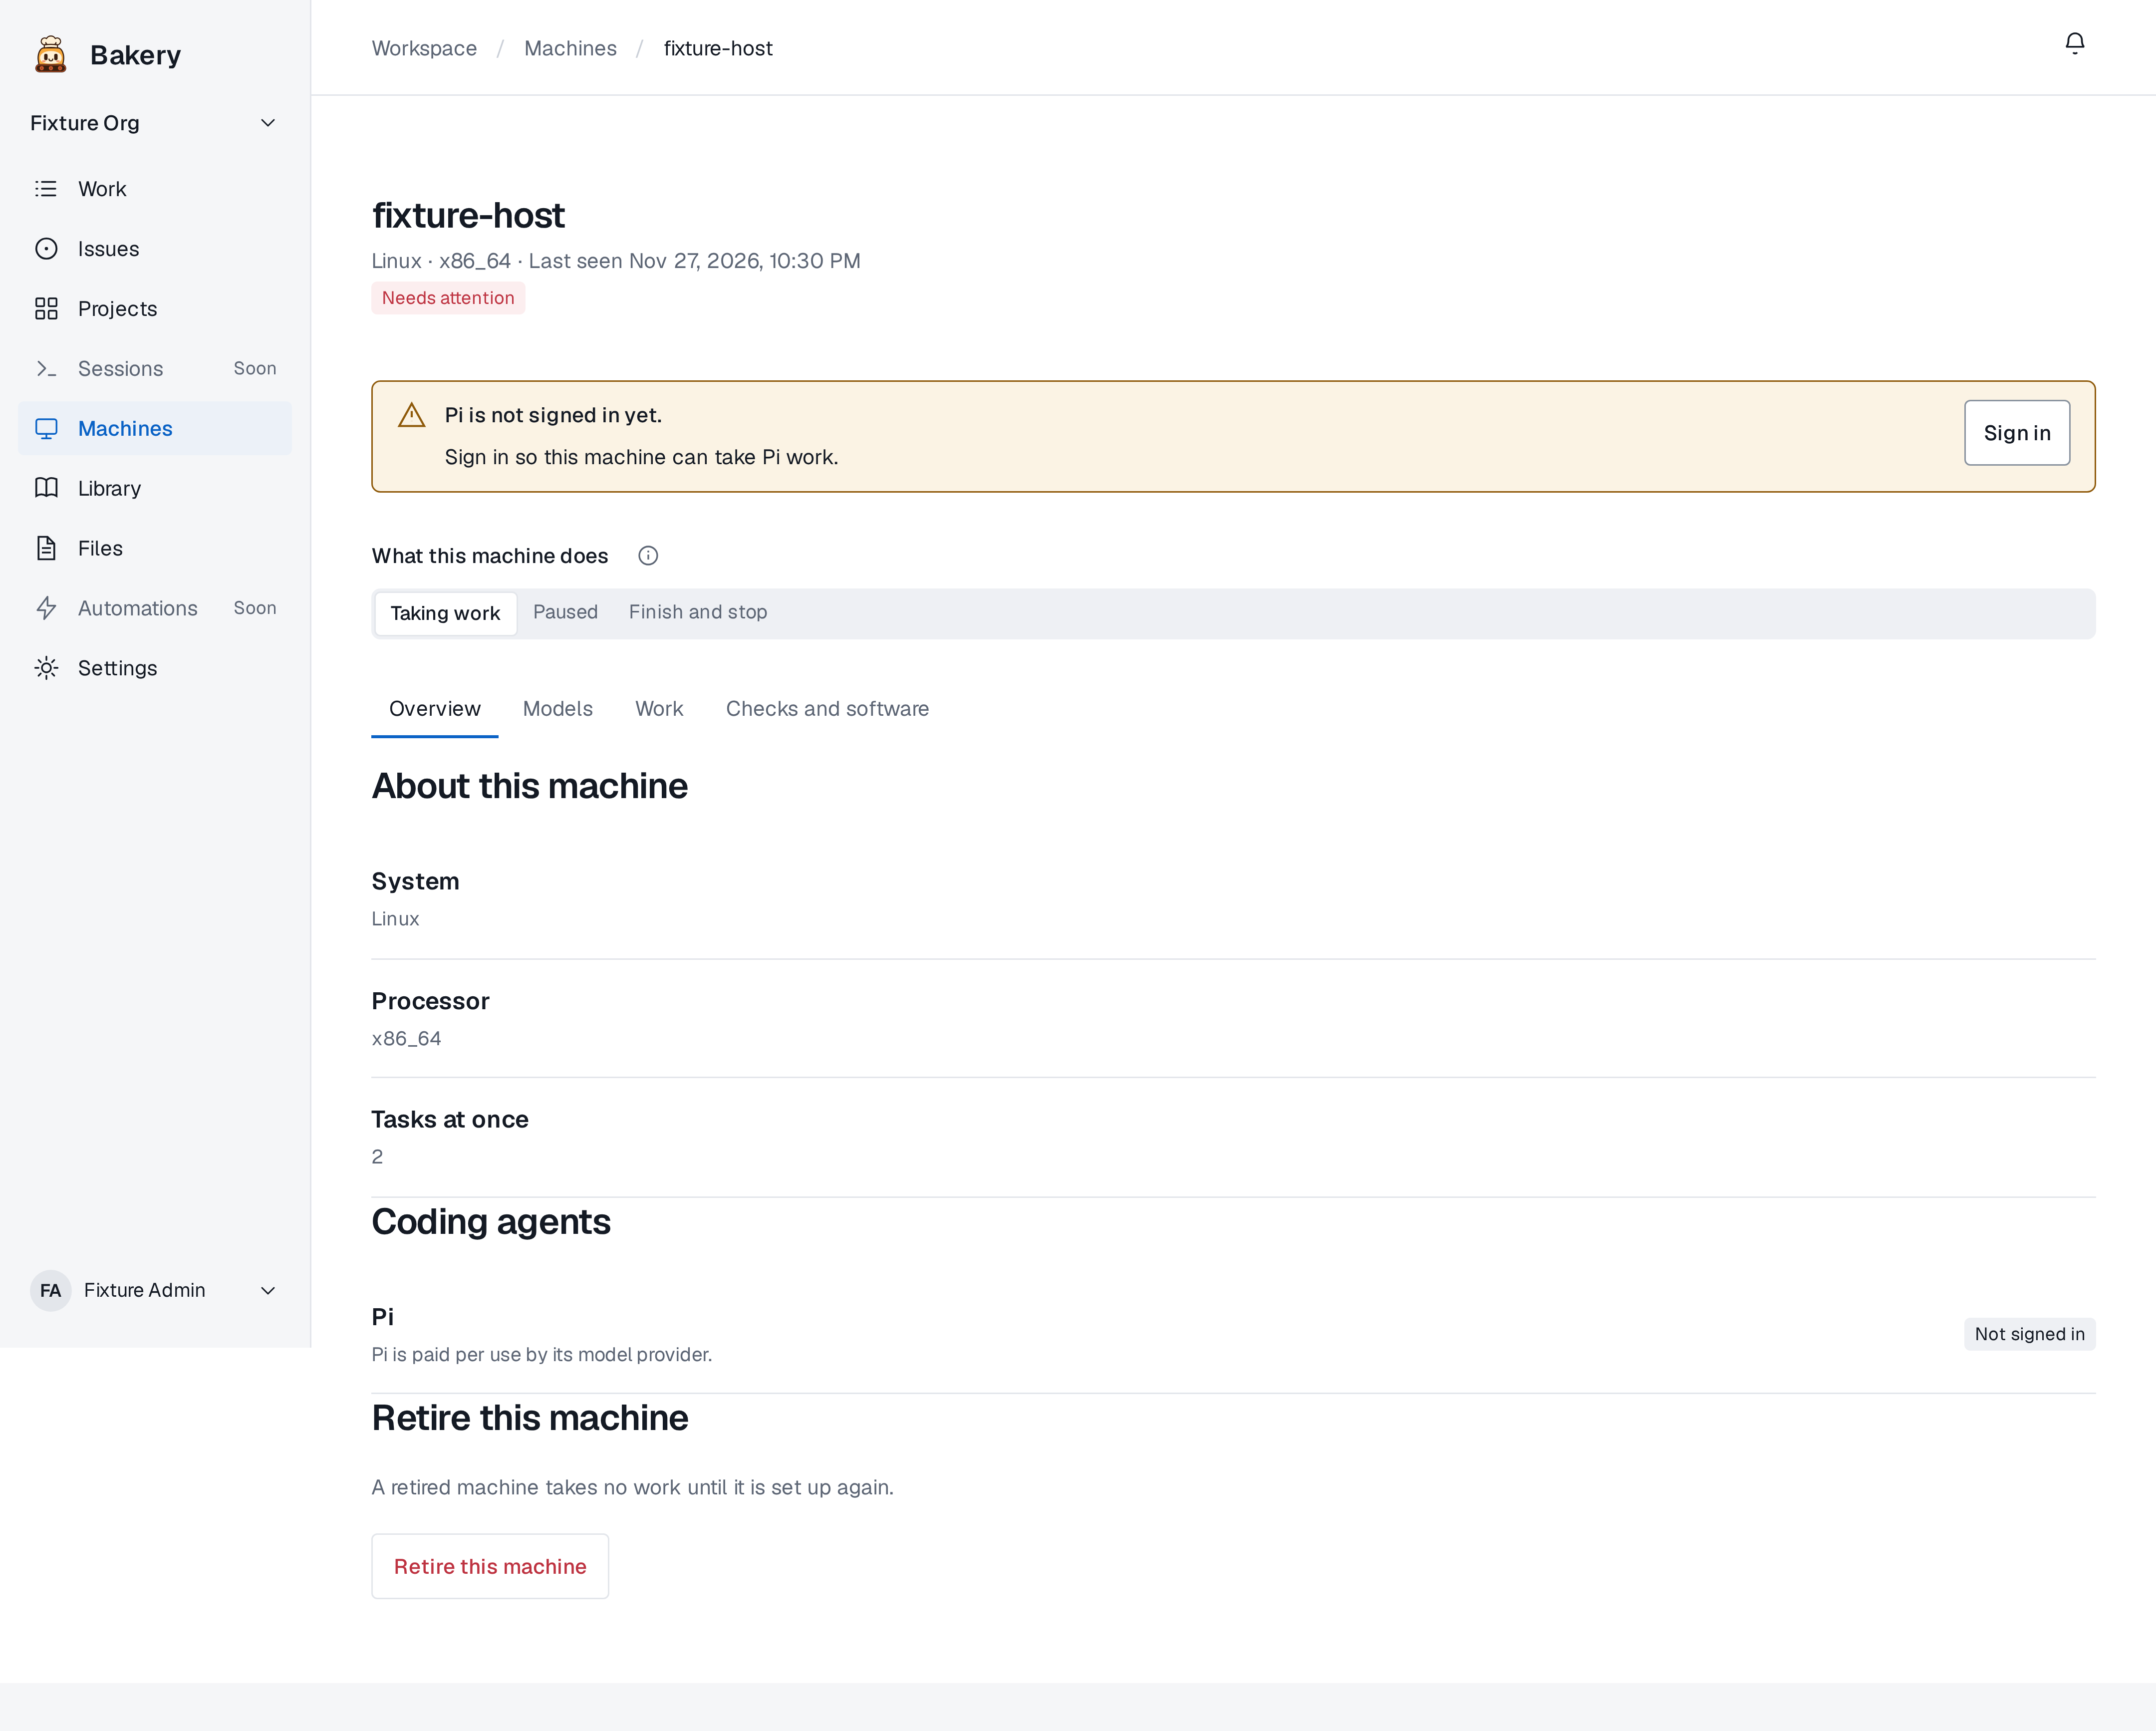 Bakery
Fixture Org
Work
Issues
Projects
Sessions Soon
Machines
Library
Files
Automations Soon
Settings
FA Fixture Admin
Workspace / Machines / fixture-host
fixture-host
Linux · x86_64 · Last seen Nov 27, 2026, 10:30 PM
Needs attention
Pi is not signed in yet.
Sign in so this machine can take Pi work.
Sign in
What this machine does
Taking work Paused Finish and stop
Overview Models Work Checks and software
About this machine
System
Linux
Processor
x86_64
Tasks at once
2
Coding agents
Pi
Pi is paid per use by its model provider.
Not signed in
Retire this machine
A retired machine takes no work until it is set up again.
Retire this machine